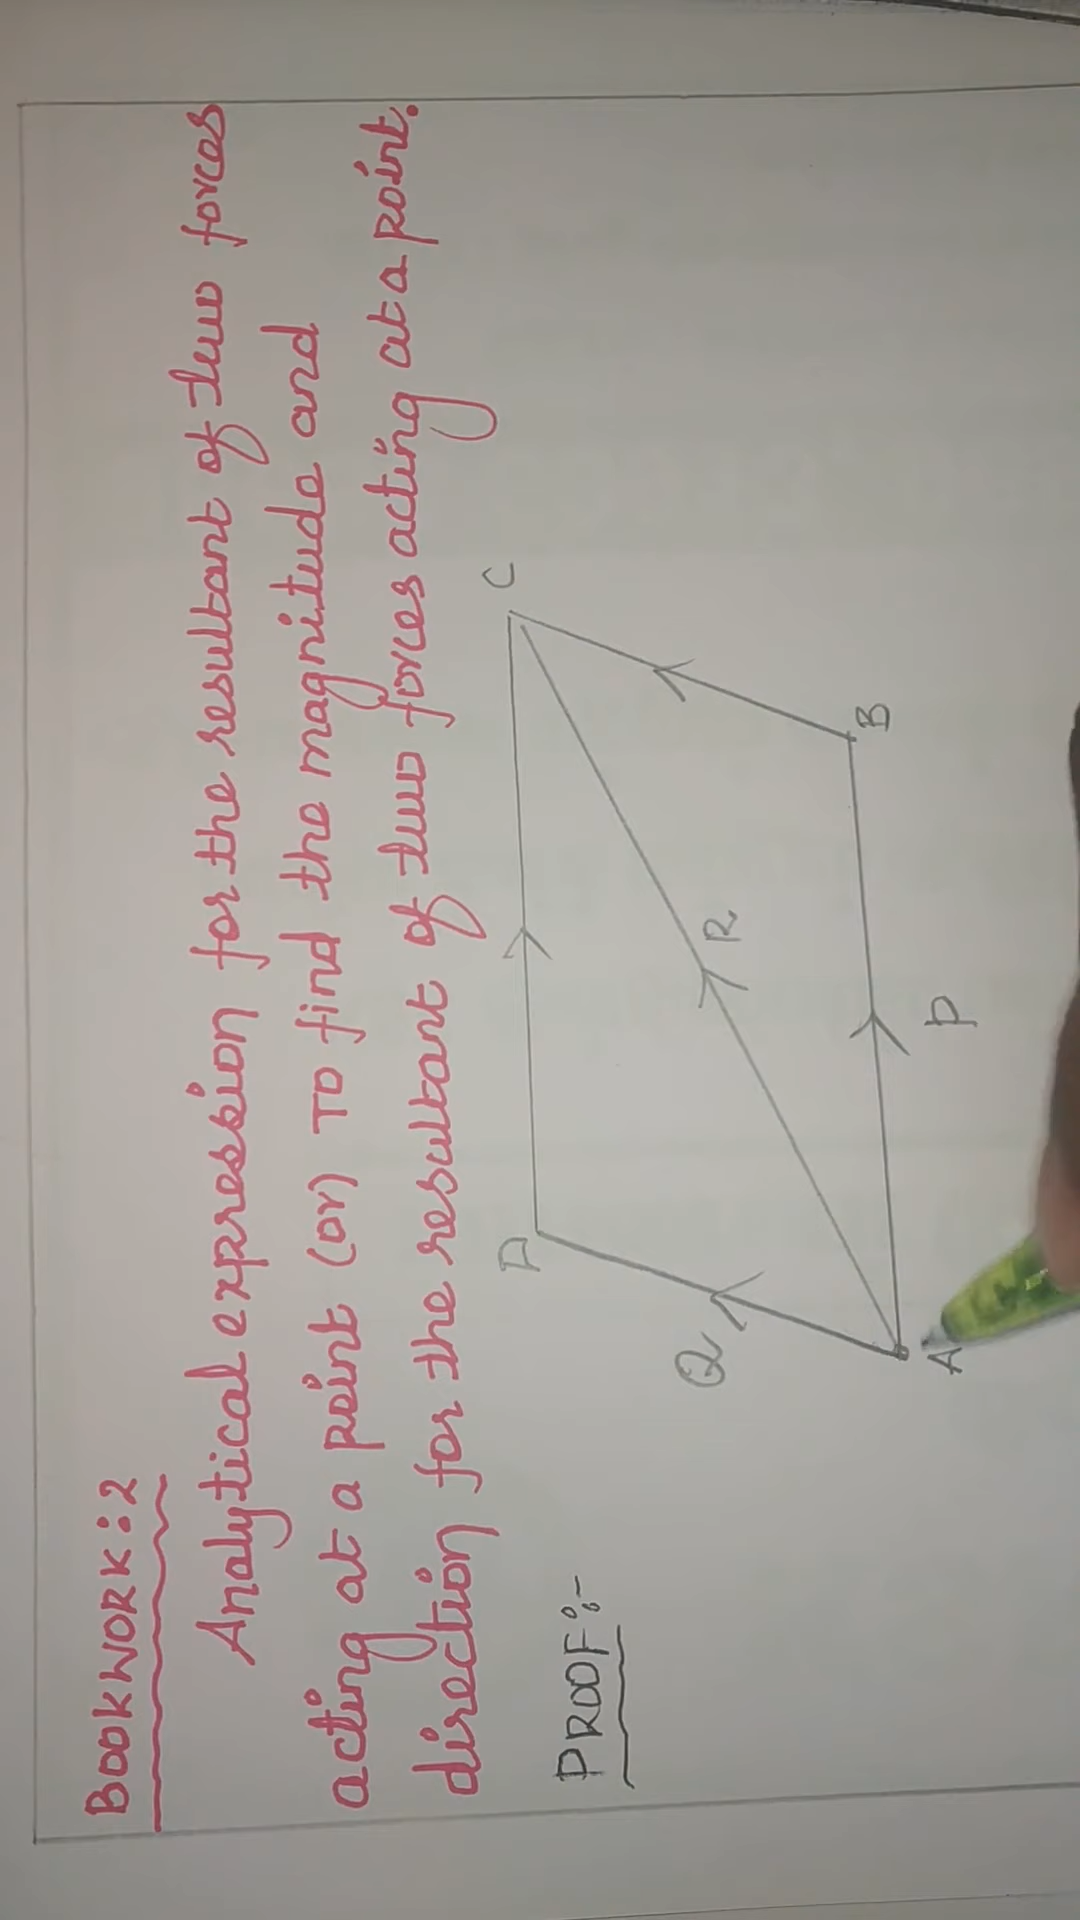 BOOKWORK:2
Analytical expression for the resultant of two forces
acting at a point (or) To find the magnitude and
direction for the resultant of two forces acting at a point.
PROOF:-
D
C
Q
R
A
P
B